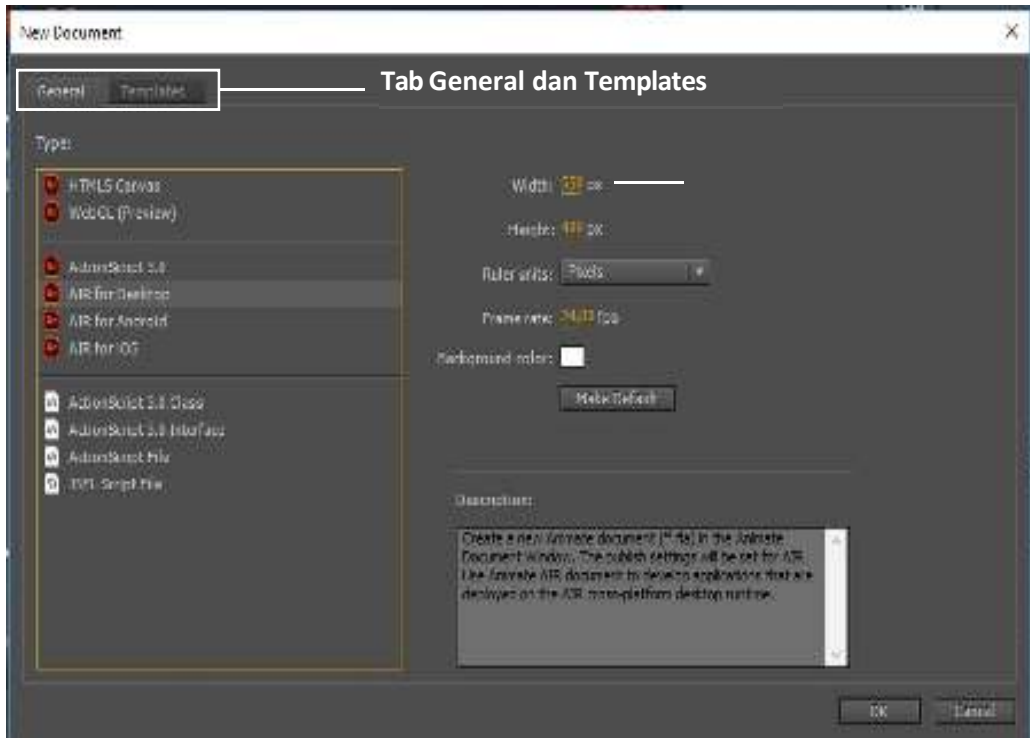 New Document
General Templates
Tab General dan Templates
Type:
HTML5 Canvas
WebGL (Preview)
ActionScript 3.0
AIR for Desktop
AIR for Android
AIR for iOS
ActionScript 3.0 Class
ActionScript 3.0 Interface
ActionScript File
JSFL Script File
Width: px
Height: px
Ruler units: Pixels
Frame rate: fps
Background color:
Make Default
Description:
Create a new Animate document (*.fla) in the Animate
Document Window. The publish settings will be set for AIR.
Use Animate AIR document to develop applications that are
deployed on the AIR cross-platform desktop runtime.
OK Cancel